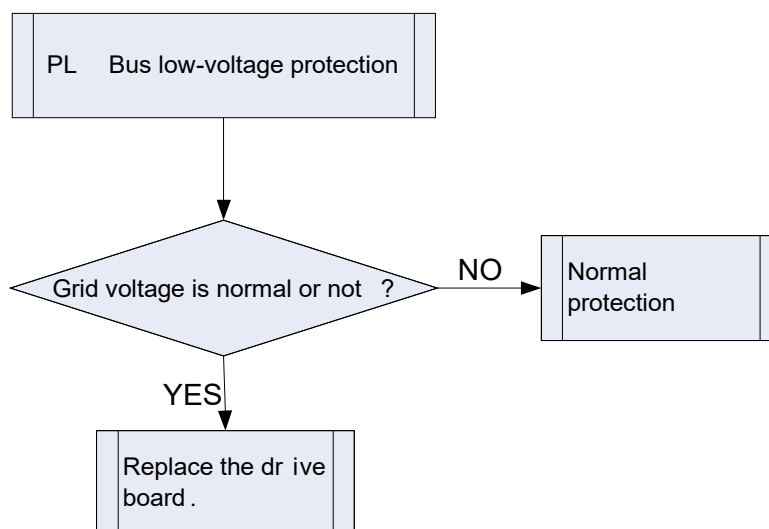 PL Bus low-voltage protection
Grid voltage is normal or not ?
NO
Normal
protection
YES
Replace the dr ive
board .